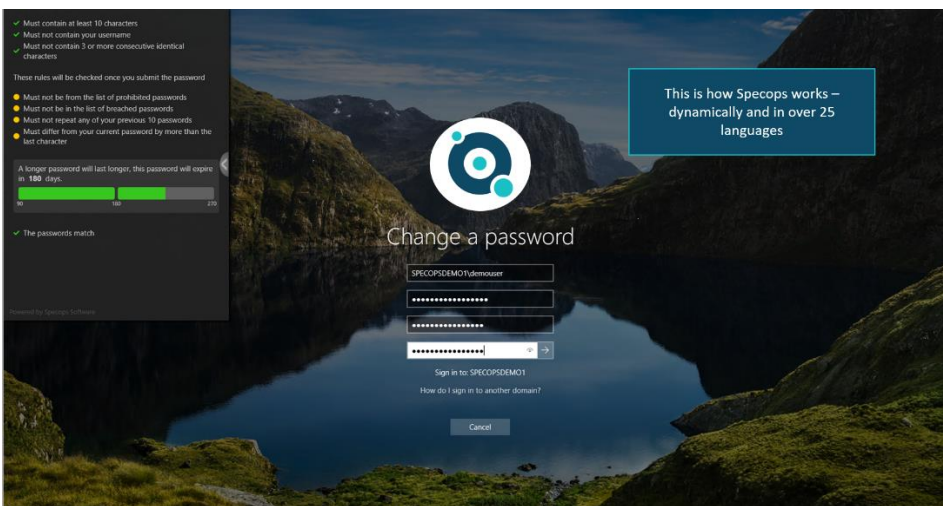 Must contain at least 10 characters
Must not contain your username
Must not contain 3 or more consecutive identical
characters
These rules will be checked once you submit the password
Must not be from the list of prohibited passwords
Must not be in the list of breached passwords
Must not repeat any of your previous 10 passwords
Must differ from your current password by more than the
last character
A longer password will last longer, this password will expire
in 180 days.
90 180 270
The passwords match
Powered by Specops Software
This is how Specops works –
dynamically and in over 25
languages
Change a password
SPECOPSDEMO1\demouser
Sign in to: SPECOPSDEMO1
How do I sign in to another domain?
Cancel